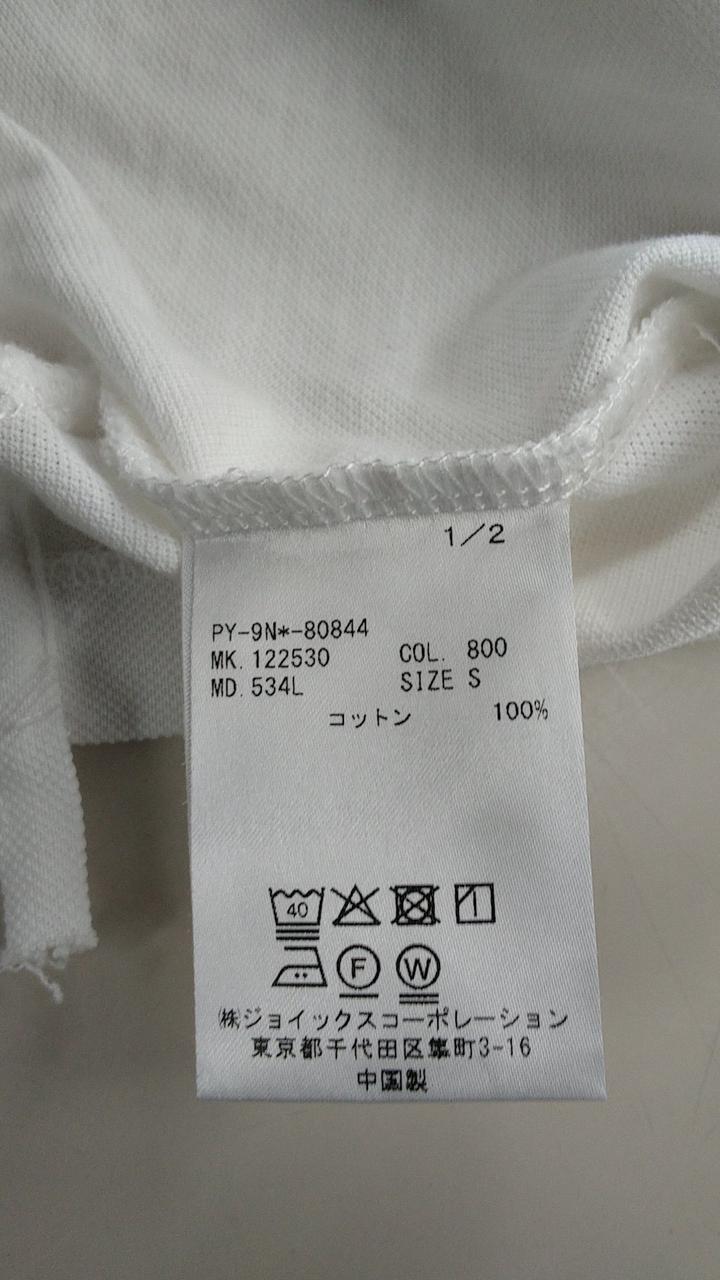 1/2
PY-9N*-80844
MK. 122530 COL. 800
MD. 534L SIZE S
コットン 100%
40
F W
㈱ジョイックスコーポレーション
東京都千代田区隼町3-16
中国製